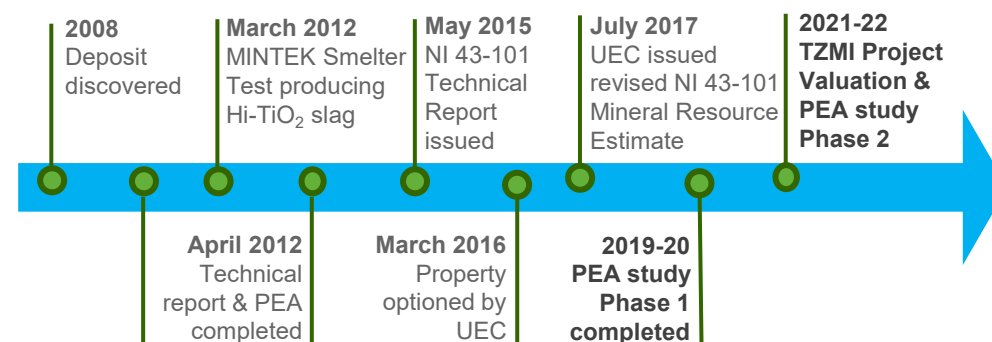 2008
Deposit
discovered
March 2012
MINTEK Smelter
Test producing
Hi-TiO₂ slag
May 2015
NI 43-101
Technical
Report
issued
July 2017
UEC issued
revised NI 43-101
Mineral Resource
Estimate
2021-22
TZMI Project
Valuation &
PEA study
Phase 2
April 2012
Technical
report & PEA
completed
March 2016
Property
optioned by
UEC
2019-20
PEA study
Phase 1
completed